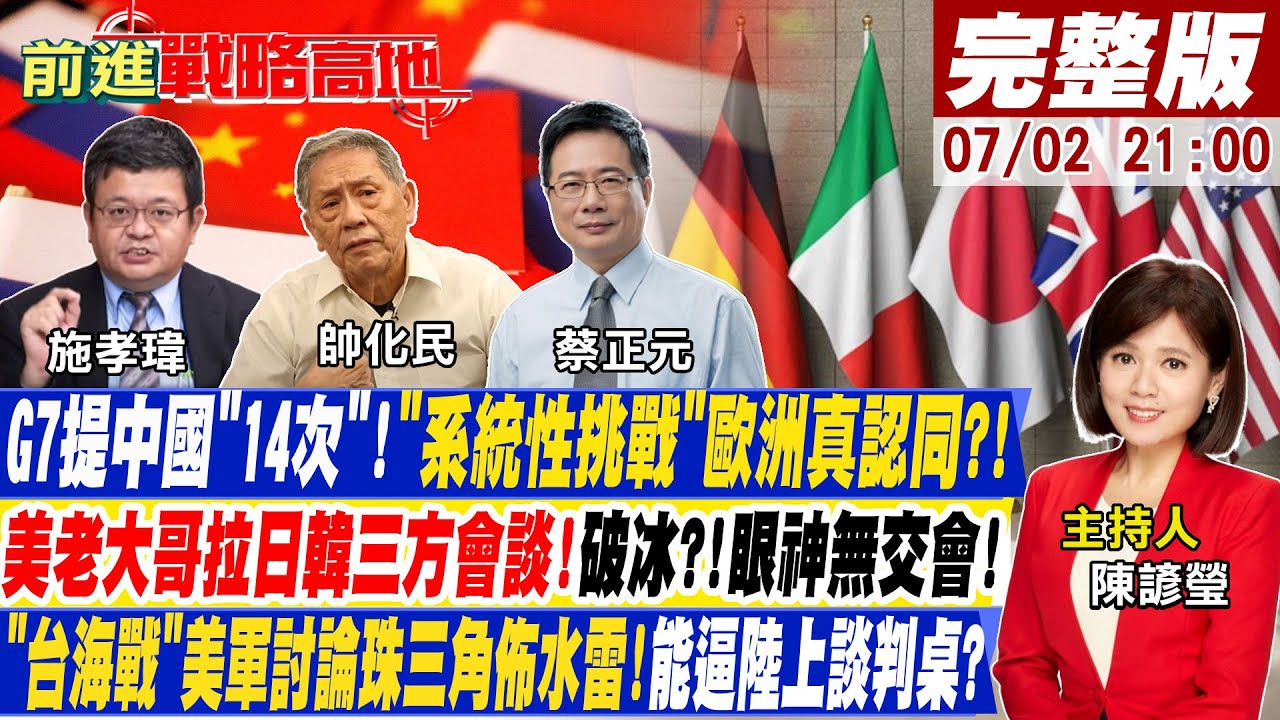 前進戰略高地
完整版
07/02 21:00
施孝瑋
帥化民
蔡正元
G7提中國"14次"!"系統性挑戰"歐洲真認同?!
美老大哥拉日韓三方會談!破冰?!眼神無交會!
"台海戰"美軍討論珠三角佈水雷!能逼陸上談判桌?
主持人
陳諺瑩